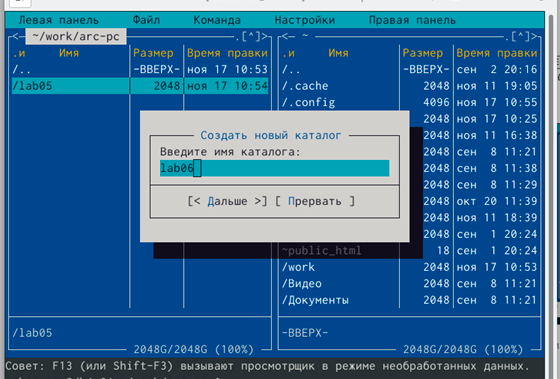 Левая панель Файл Команда Настройки Правая панель
<─ ~/work/arc-pc .[^]> <─ ~ .[^]>
.и Имя Размер Время правки .и Имя Размер Время правки
/.. -ВВЕРХ- ноя 17 10:53 /.. -ВВЕРХ- сен 2 20:16
/lab05 2048 ноя 17 10:54 /.cache 2048 ноя 11 19:05
/.config 4096 ноя 17 10:55
2048 ноя 17 10:25
Создать новый каталог 2048 ноя 11 16:38
Введите имя каталога: 2048 сен 8 11:21
lab06 2048 сен 8 11:38
2048 сен 8 11:29
[< Дальше >] [ Прервать ] 2048 окт 20 11:39
2048 ноя 11 18:39
2048 сен 1 20:24
~public_html 18 сен 1 20:24
/work 2048 ноя 17 10:53
/Видео 2048 сен 8 11:21
/Документы 2048 сен 8 11:21
/lab05 -ВВЕРХ-
2048G/2048G (100%) 2048G/2048G (100%)
Совет: F13 (или Shift-F3) вызывают просмотрщик в режиме необработанных данных.